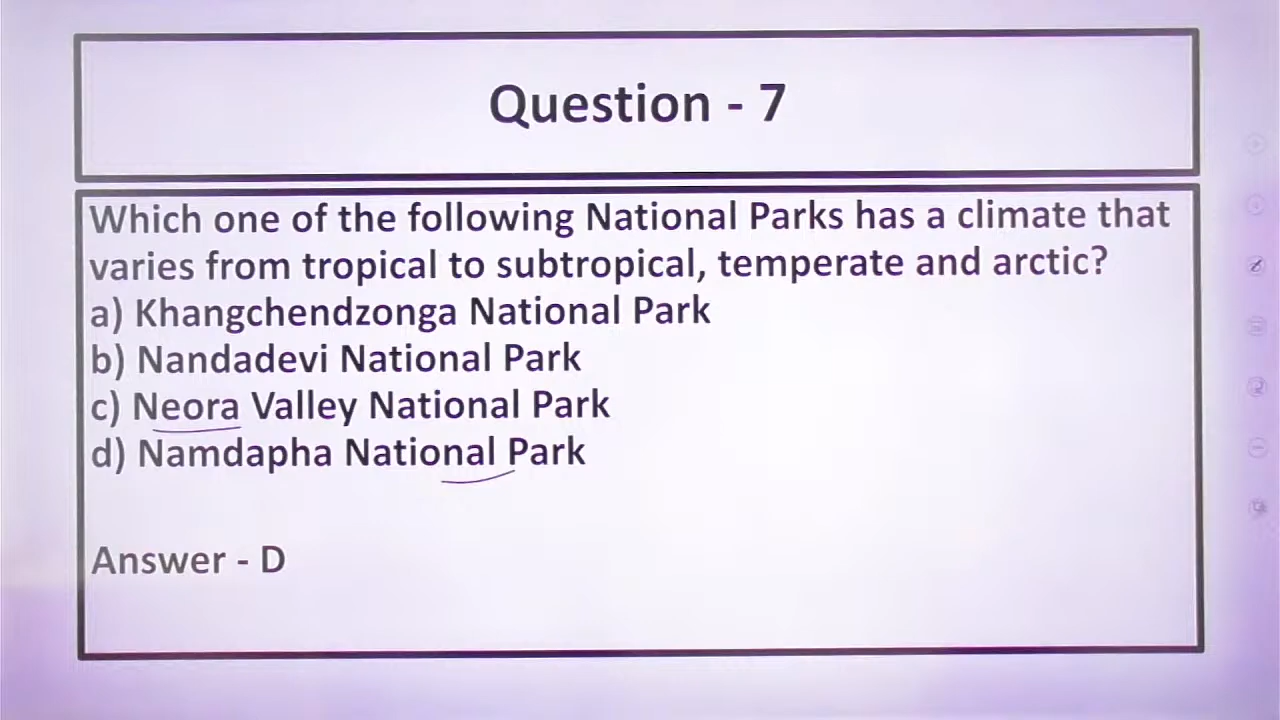 Question - 7
Which one of the following National Parks has a climate that
varies from tropical to subtropical, temperate and arctic?
a) Khangchendzonga National Park
b) Nandadevi National Park
c) Neora Valley National Park
d) Namdapha National Park
Answer - D